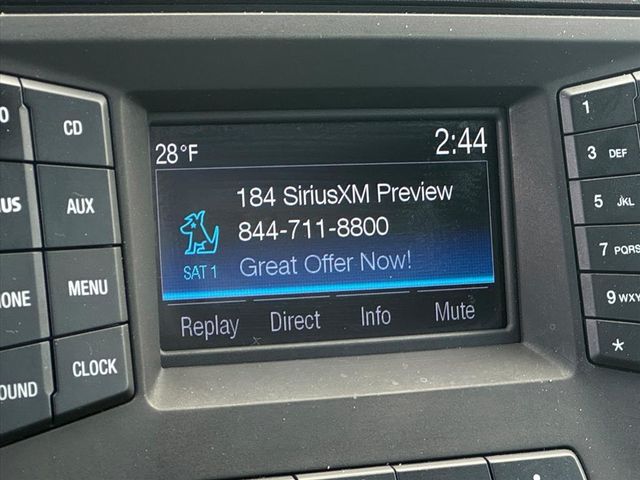 28°F 2:44
184 SiriusXM Preview
844-711-8800
SAT 1 Great Offer Now!
Replay Direct Info Mute
CD
AUX
MENU
CLOCK
1
3 DEF
5 JKL
7 PQRS
9 WXY
*